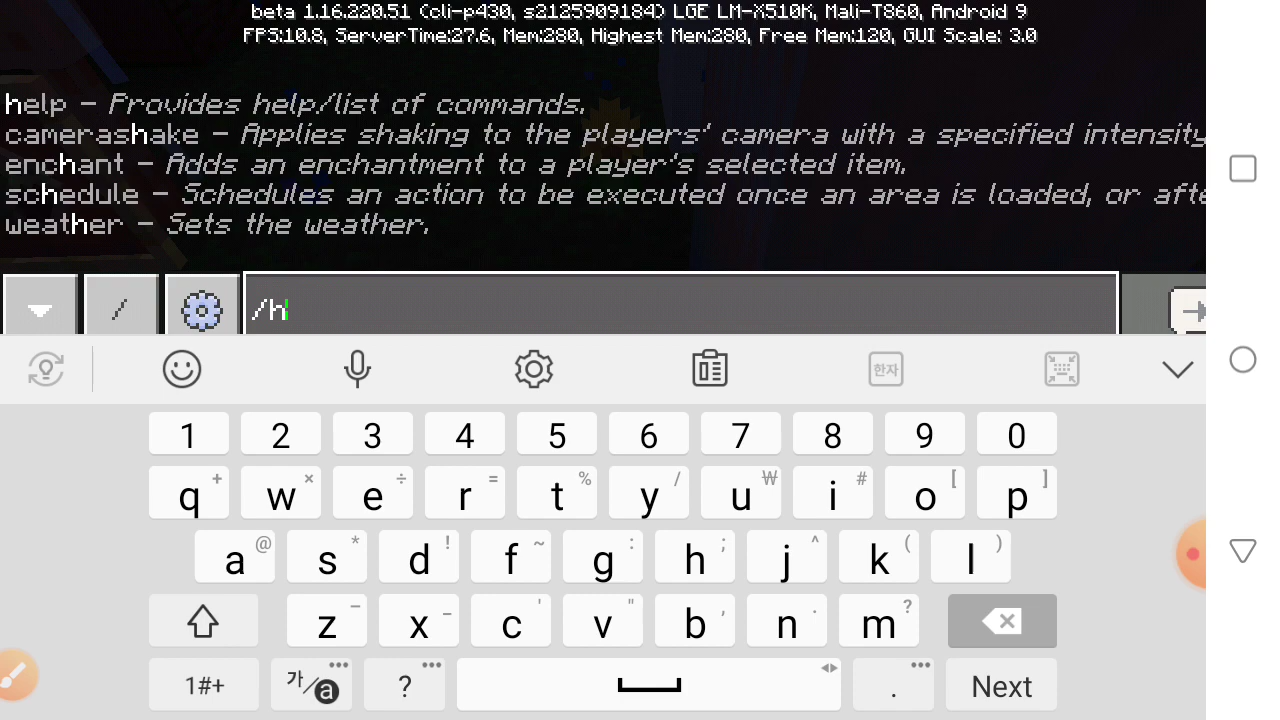 beta 1.16.220.51 (cli-p430, s2125909184) LGE LM-X510K, Mali-T860, Android 9
FPS:10.8, ServerTime:27.6, Mem:280, Highest Mem:280, Free Mem:120, GUI Scale: 3.0
help - Provides help/list of commands.
camerashake - Applies shaking to the players' camera with a specified intensity
enchant - Adds an enchantment to a player's selected item.
schedule - Schedules an action to be executed once an area is loaded, or afte
weather - Sets the weather.
/ /h
한자
1 2 3 4 5 6 7 8 9 0
+ × ÷ = % / ₩ # [ ]
q w e r t y u i o p
@ * ! ~ : ; ^ ( )
a s d f g h j k l
– _ ' " , . ?
z x c v b n m
1#+ 가/a ? . Next